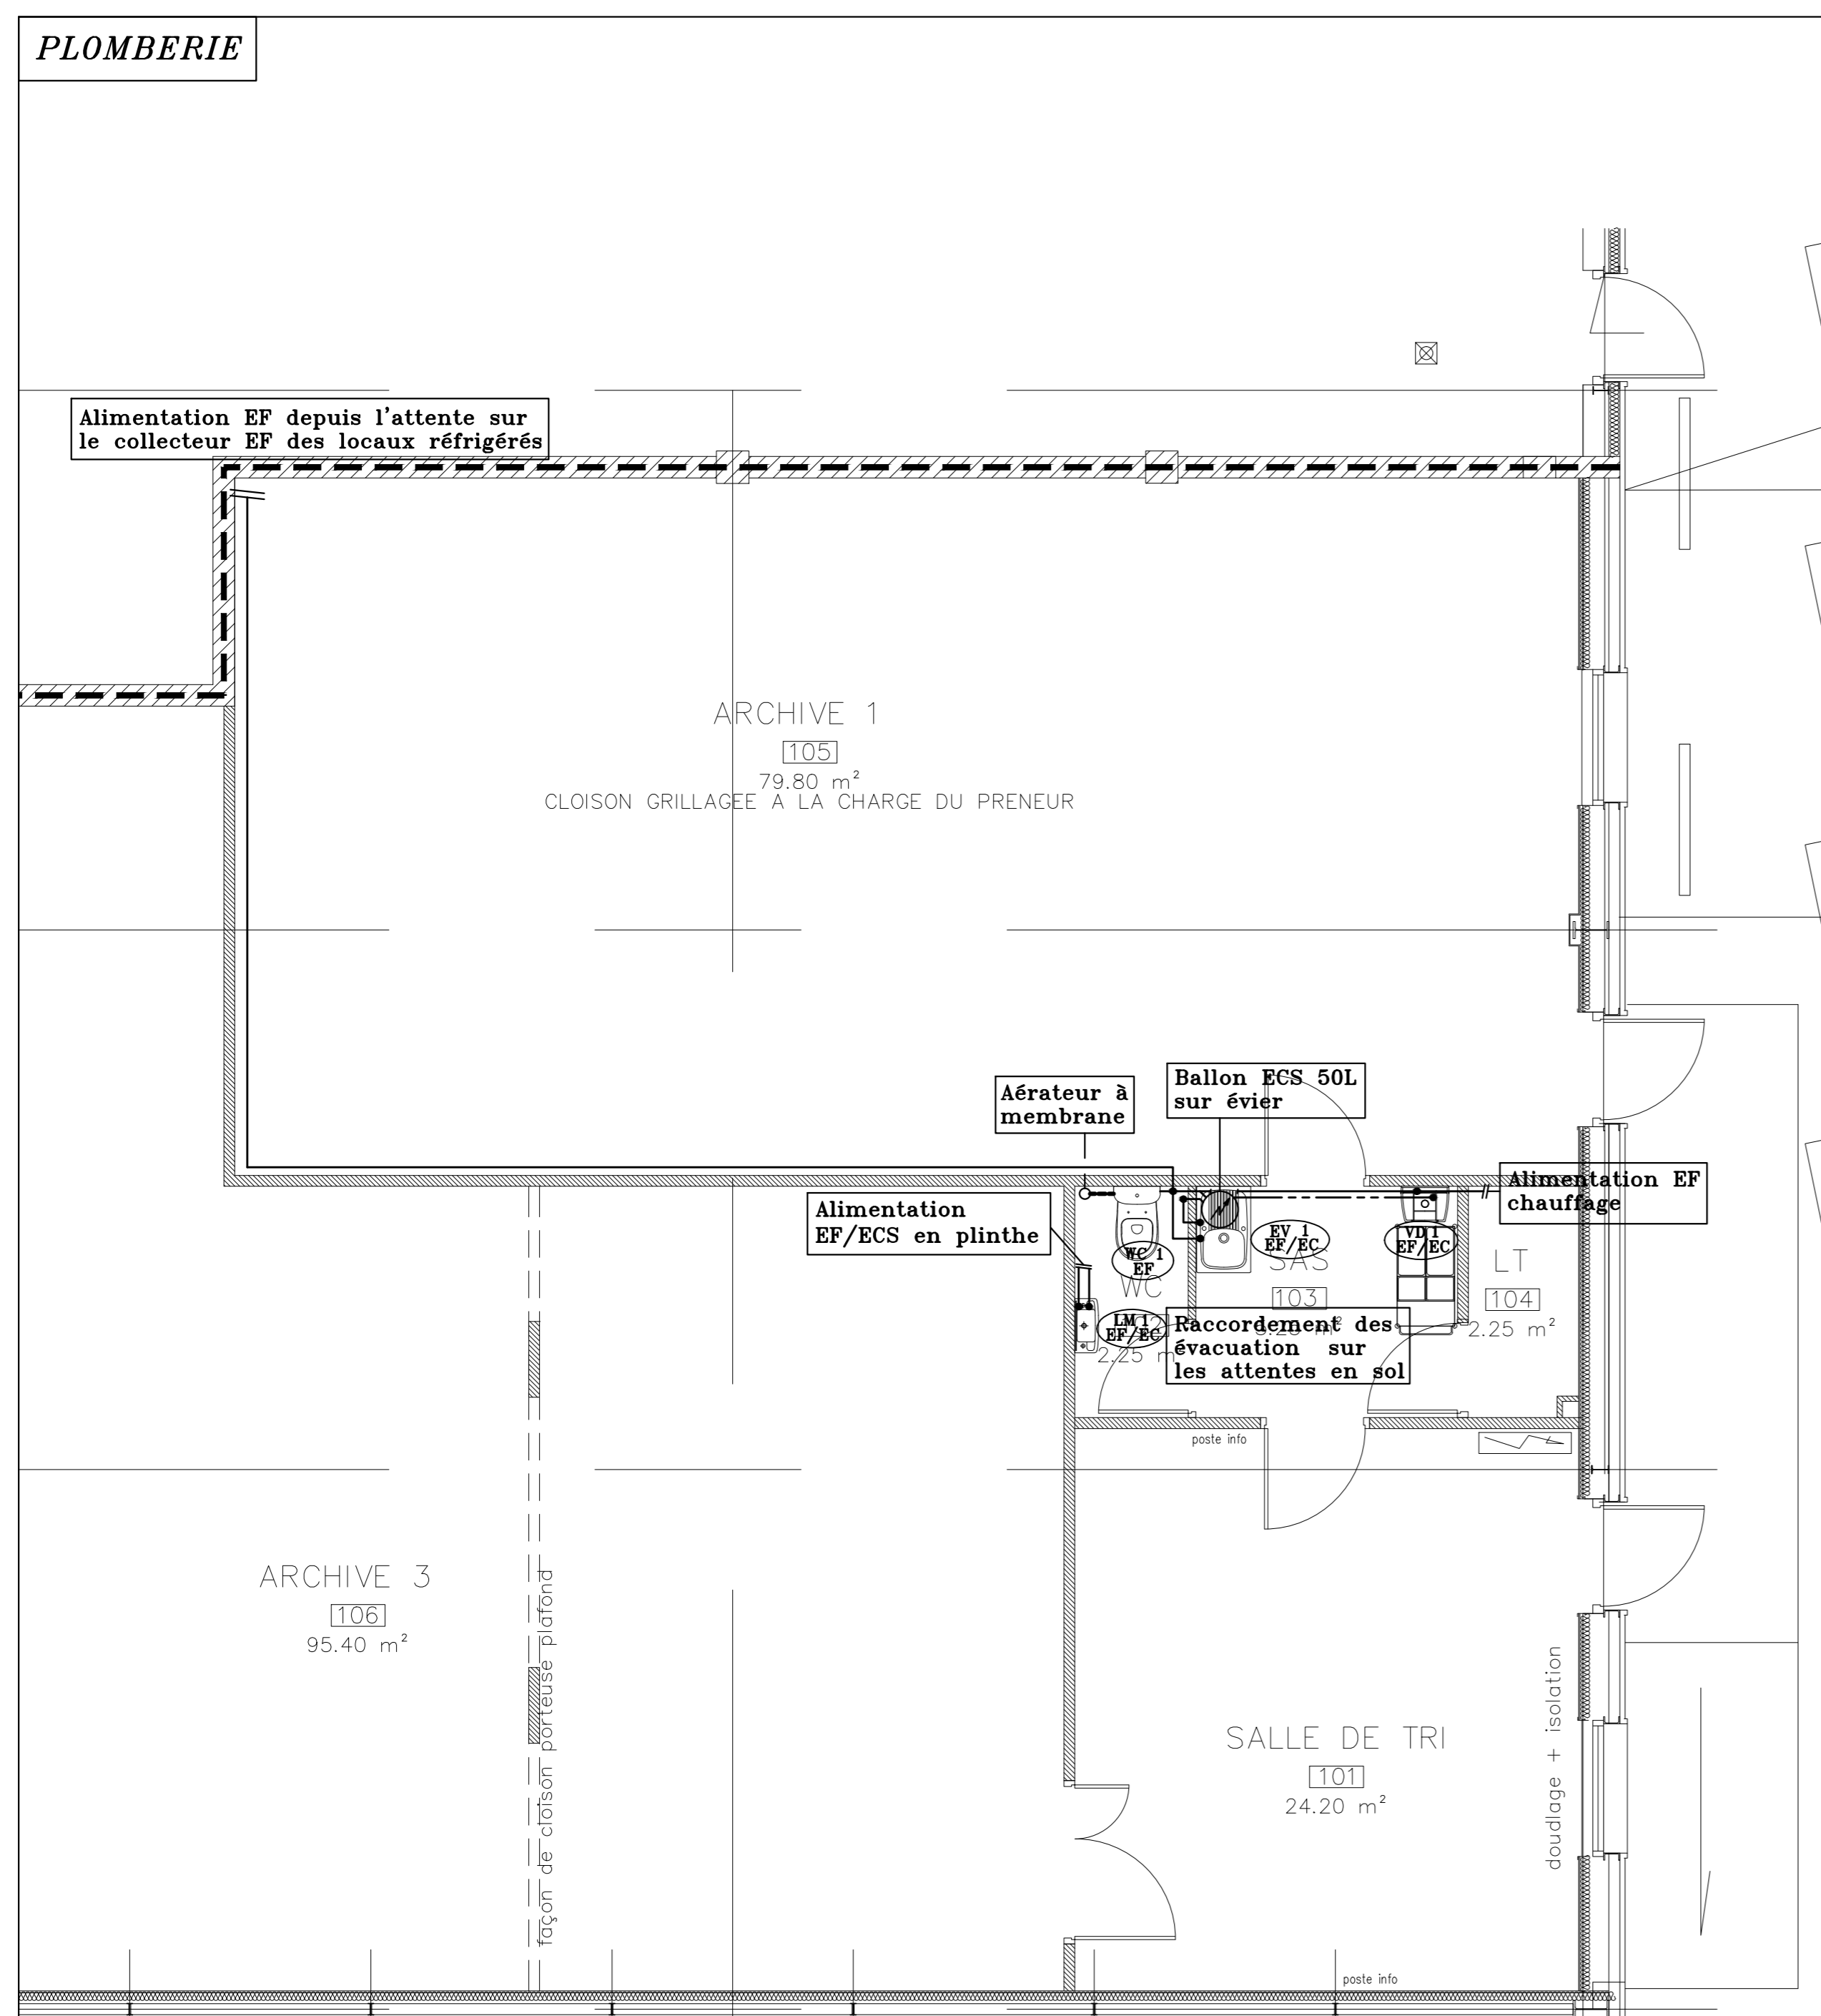 PLOMBERIE
Alimentation EF depuis l'attente sur
le collecteur EF des locaux réfrigérés
ARCHIVE 1
105
79.80 m²
CLOISON GRILLAGEE A LA CHARGE DU PRENEUR
Aérateur à
membrane
Ballon ECS 50L
sur évier
Alimentation EF
chauffage
Alimentation
EF/ECS en plinthe
WC 1
EF
WC
EV 1
EF/EC
SAS
103
VD 1
EF/EC
LT
104
2.25 m²
LM 1
EF/EC
2.25 m
Raccordement des
évacuation sur
les attentes en sol
poste info
ARCHIVE 3
106
95.40 m²
façon de cloison porteuse plafond
SALLE DE TRI
101
24.20 m²
doudlage + isolation
poste info